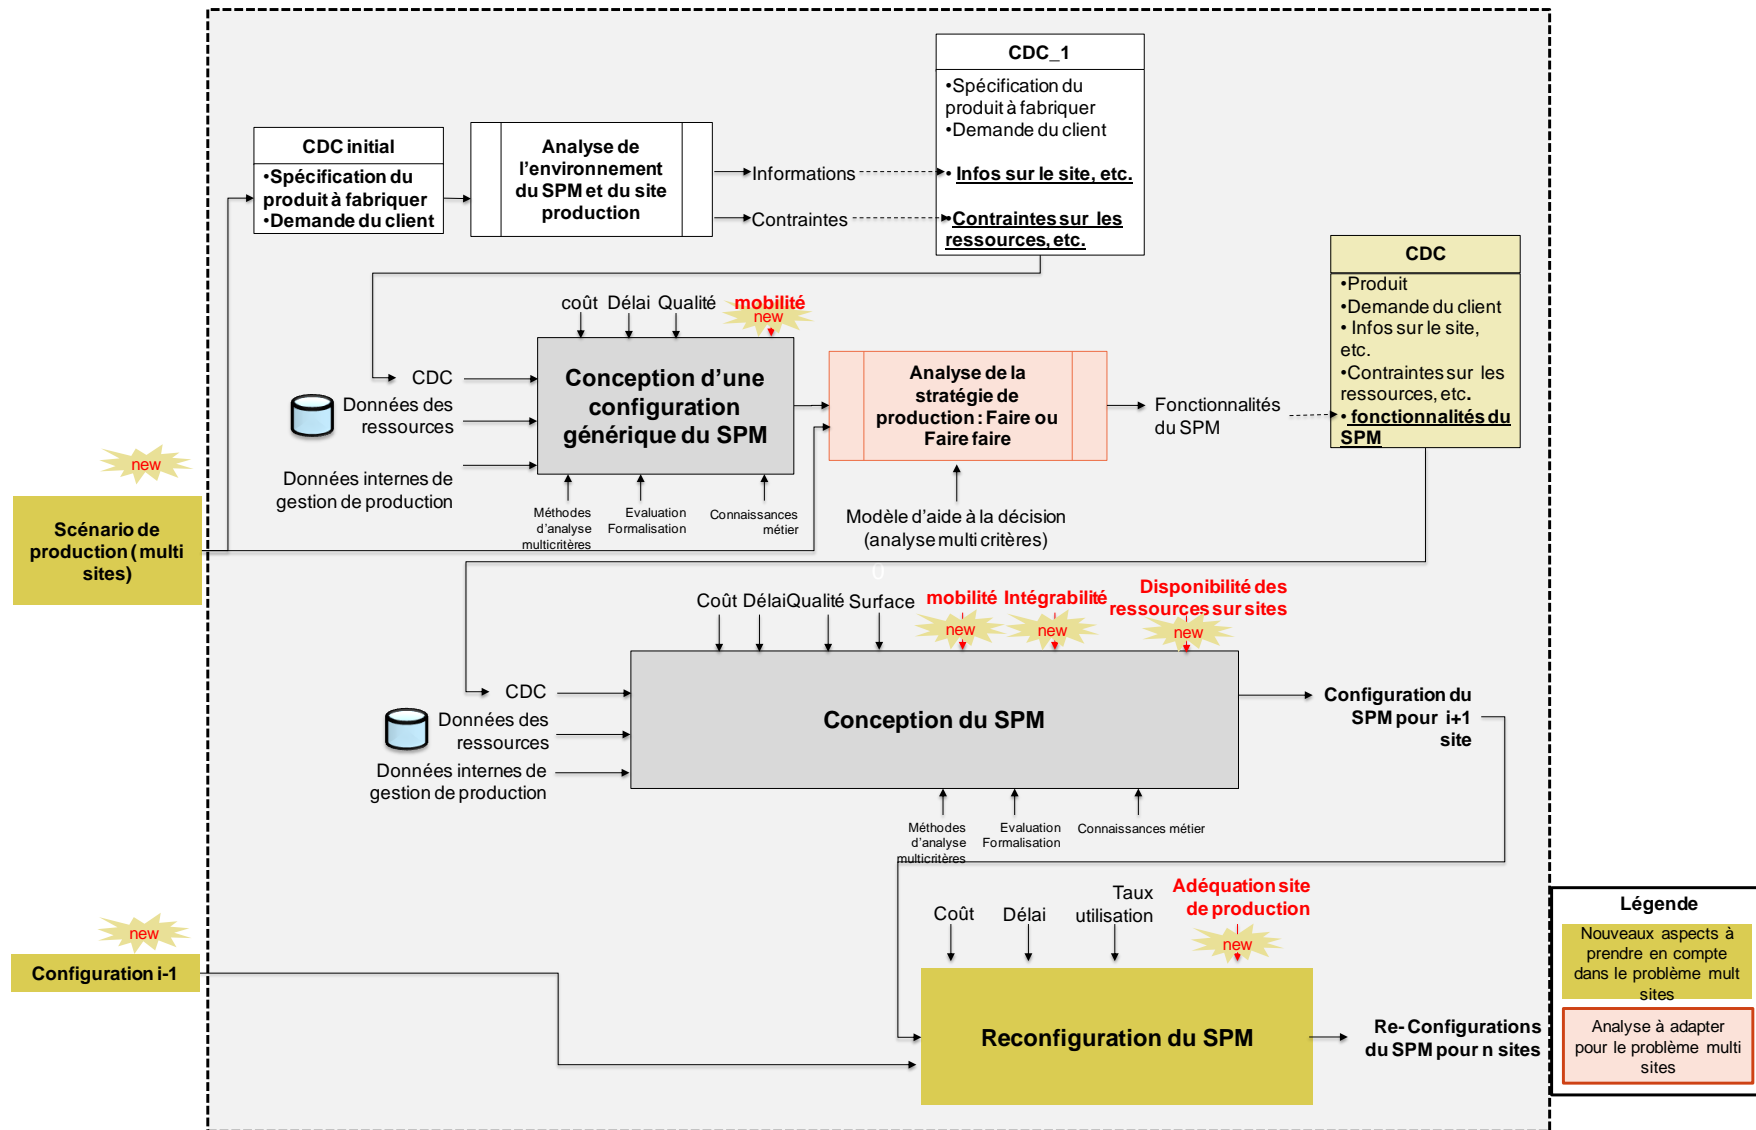 CDC_1
•Spécification du
produit à fabriquer
•Demande du client
• Infos sur le site, etc.
•Contraintes sur les
ressources, etc.
CDC initial
•Spécification du
produit à fabriquer
•Demande du client
Analyse de
l'environnement
du SPM et du site
production
Informations
Contraintes
CDC
•Produit
•Demande du client
• Infos sur le site,
etc.
•Contraintes sur les
ressources, etc.
• fonctionnalités du
SPM
coût
Délai
Qualité
mobilité
new
CDC
Données des
ressources
Données internes de
gestion de production
Conception d'une
configuration
générique du SPM
Méthodes
d'analyse
multicritères
Evaluation
Formalisation
Connaissances
métier
Analyse de la
stratégie de
production : Faire ou
Faire faire
Fonctionnalités
du SPM
Modèle d'aide à la décision
(analyse multi critères)
new
Scénario de
production ( multi
sites)
0
Coût
Délai
Qualité
Surface
mobilité
new
Intégrabilité
new
Disponibilité des
ressources sur sites
new
CDC
Données des
ressources
Données internes de
gestion de production
Conception du SPM
Configuration du
SPM pour i+1
site
Méthodes
d'analyse
multicritères
Evaluation
Formalisation
Connaissances métier
new
Configuration i-1
Coût
Délai
Taux
utilisation
Adéquation site
de production
new
Reconfiguration du SPM
Re- Configurations
du SPM pour n sites
Légende
Nouveaux aspects à
prendre en compte
dans le problème mult
sites
Analyse à adapter
pour le problème multi
sites